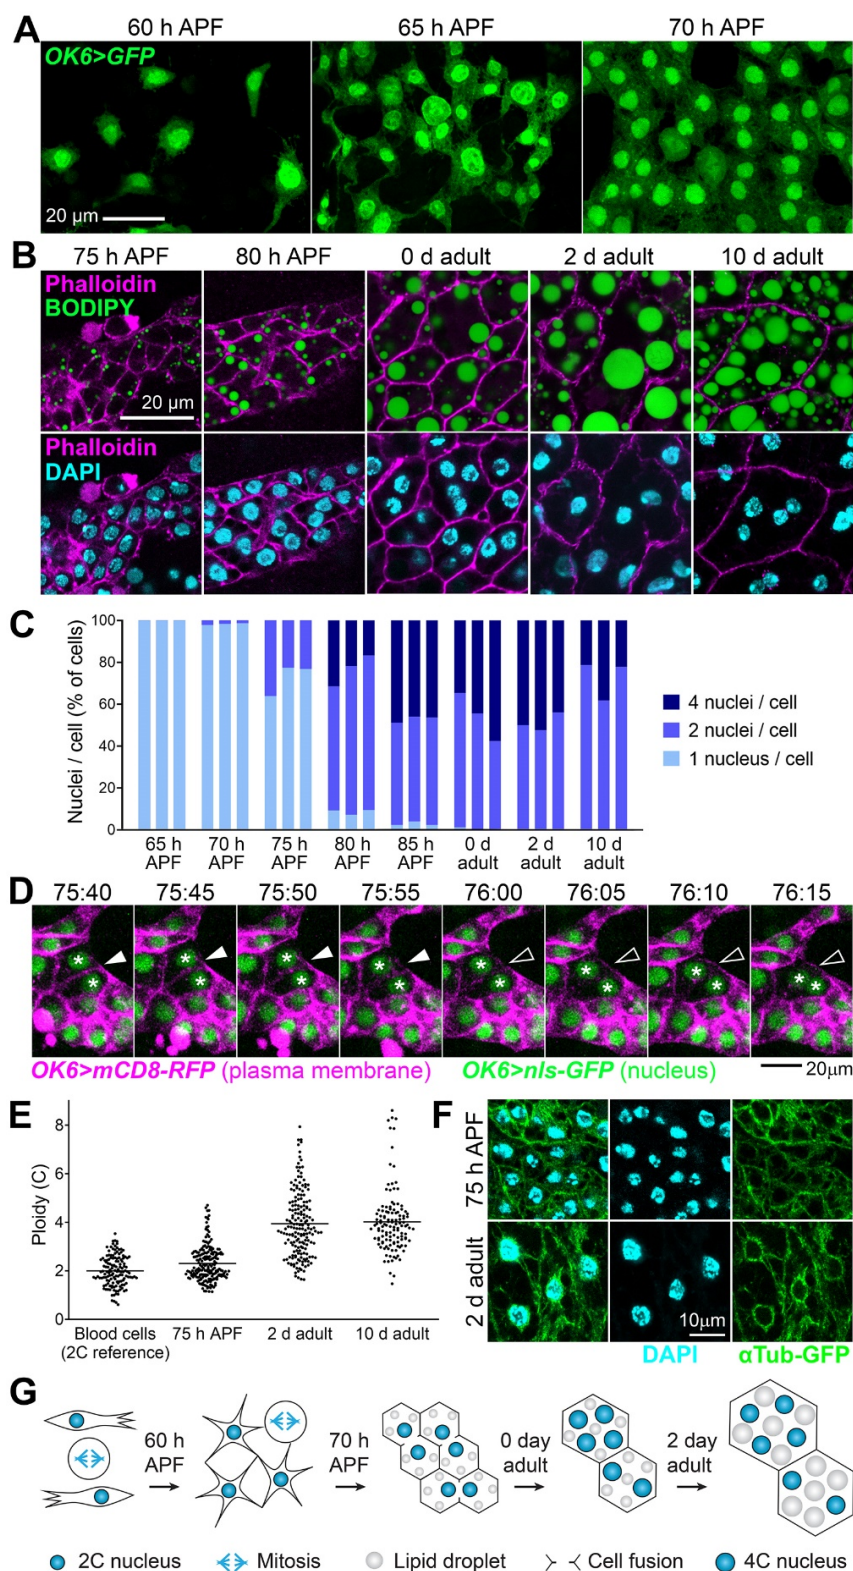 A
60 h APF 65 h APF 70 h APF
OK6>GFP
20 μm
B
75 h APF 80 h APF 0 d adult 2 d adult 10 d adult
Phalloidin
BODIPY
20 μm
Phalloidin
DAPI
C
Nuclei / cell (% of cells)
100
80
60
40
20
0
65 h APF
70 h APF
75 h APF
80 h APF
85 h APF
0 d adult
2 d adult
10 d adult
4 nuclei / cell
2 nuclei / cell
1 nucleus / cell
D
75:40 75:45 75:50 75:55 76:00 76:05 76:10 76:15
* * * * * * * *
* * * * * * * *
OK6>mCD8-RFP (plasma membrane) OK6>nls-GFP (nucleus) 20μm
E
Ploidy (C)
8
6
4
2
0
Blood cells
(2C reference)
75 h APF
2 d adult
10 d adult
F
75 h APF
2 d adult
10μm
DAPI αTub-GFP
G
60 h
APF
70 h
APF
0 day
adult
2 day
adult
2C nucleus Mitosis Lipid droplet Cell fusion 4C nucleus